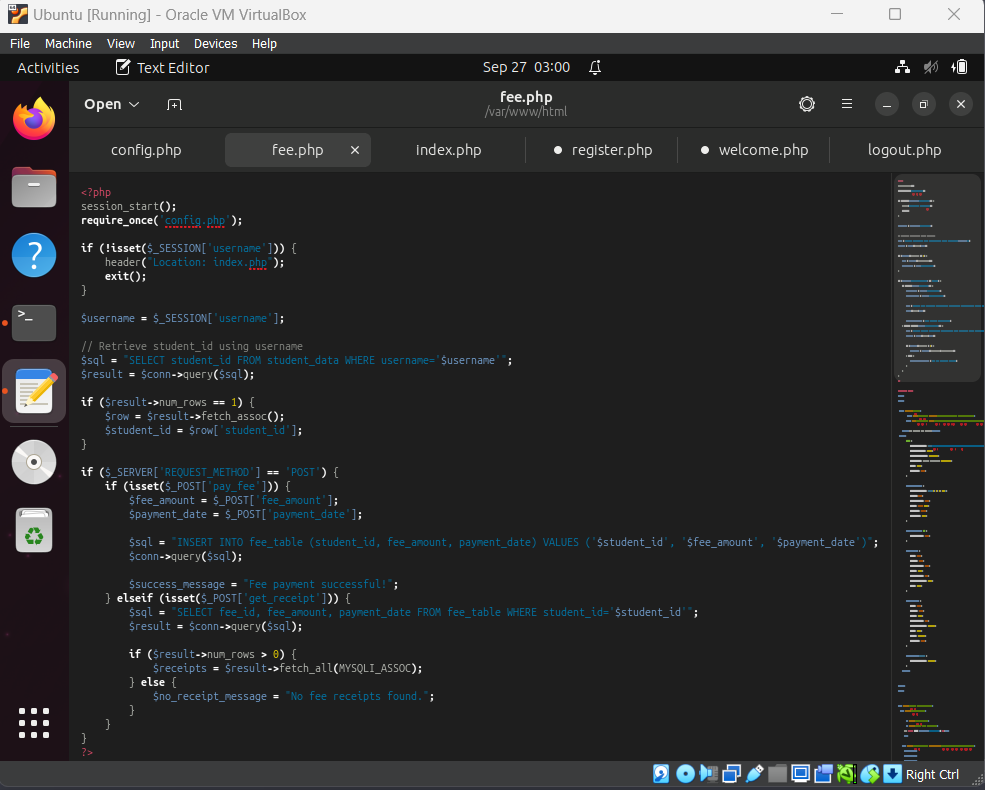 Ubuntu [Running] - Oracle VM VirtualBox
File Machine View Input Devices Help
Activities Text Editor Sep 27 03:00
Open fee.php
/var/www/html
config.php fee.php index.php register.php welcome.php logout.php
<?php
session_start();
require_once('config.php');
if (!isset($_SESSION['username'])) {
    header("Location: index.php");
    exit();
}
$username = $_SESSION['username'];
// Retrieve student_id using username
$sql = "SELECT student_id FROM student_data WHERE username='$username'";
$result = $conn->query($sql);
if ($result->num_rows == 1) {
    $row = $result->fetch_assoc();
    $student_id = $row['student_id'];
}
if ($_SERVER['REQUEST_METHOD'] == 'POST') {
    if (isset($_POST['pay_fee'])) {
        $fee_amount = $_POST['fee_amount'];
        $payment_date = $_POST['payment_date'];
        $sql = "INSERT INTO fee_table (student_id, fee_amount, payment_date) VALUES ('$student_id', '$fee_amount', '$payment_date')";
        $conn->query($sql);
        $success_message = "Fee payment successful!";
    } elseif (isset($_POST['get_receipt'])) {
        $sql = "SELECT fee_id, fee_amount, payment_date FROM fee_table WHERE student_id='$student_id'";
        $result = $conn->query($sql);
        if ($result->num_rows > 0) {
            $receipts = $result->fetch_all(MYSQLI_ASSOC);
        } else {
            $no_receipt_message = "No fee receipts found.";
        }
    }
}
?>
Right Ctrl